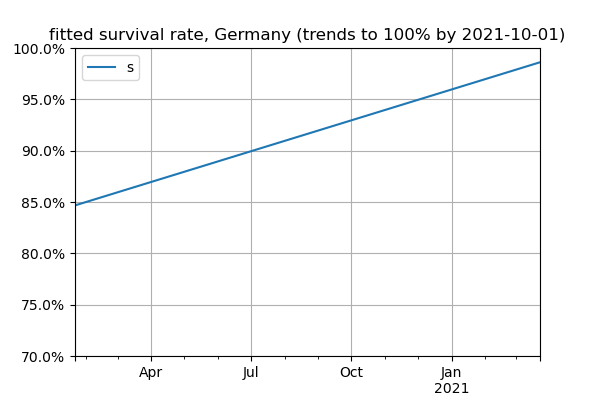 fitted survival rate, Germany (trends to 100% by 2021-10-01)
100.0%
95.0%
90.0%
85.0%
80.0%
75.0%
70.0%
s
Apr Jul Oct Jan
2021